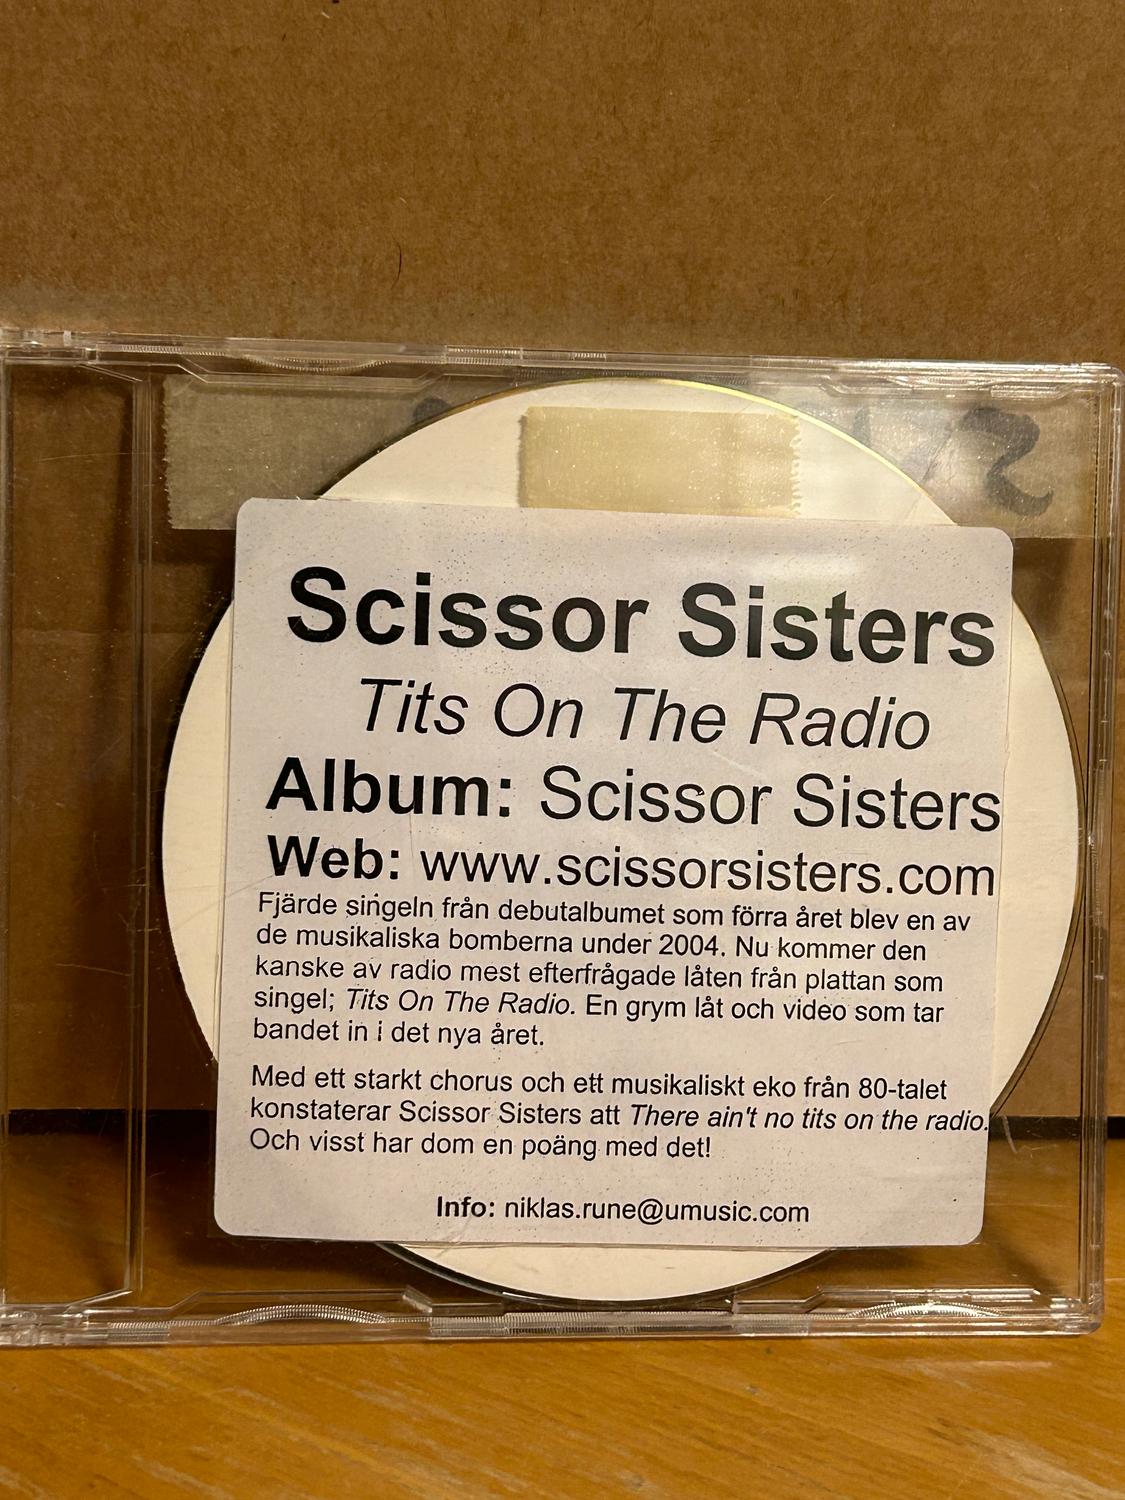 Scissor Sisters
Tits On The Radio
Album: Scissor Sisters
Web: www.scissorsisters.com
Fjärde singeln från debutalbumet som förra året blev en av
de musikaliska bomberna under 2004. Nu kommer den
kanske av radio mest efterfrågade låten från plattan som
singel; Tits On The Radio. En grym låt och video som tar
bandet in i det nya året.
Med ett starkt chorus och ett musikaliskt eko från 80-talet
konstaterar Scissor Sisters att There ain't no tits on the radio.
Och visst har dom en poäng med det!
Info: niklas.rune@umusic.com